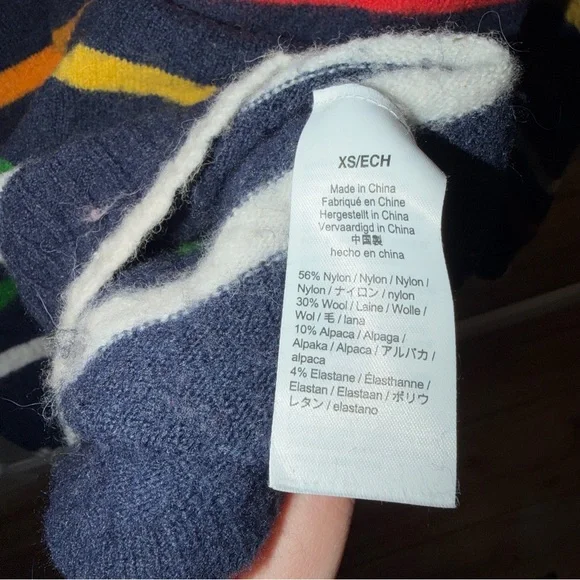 XS/ECH
Made in China
Fabriqué en Chine
Hergestellt in China
Vervaardigd in China
中国製
hecho en china
56% Nylon / Nylon / Nylon /
Nylon / ナイロン / nylon
30% Wool / Laine / Wolle /
Wol / 毛 / lana
10% Alpaca / Alpaga /
Alpaka / Alpaca / アルパカ /
alpaca
4% Elastane / Élasthanne /
Elastan / Elastaan / ポリウ
レタン / elastano